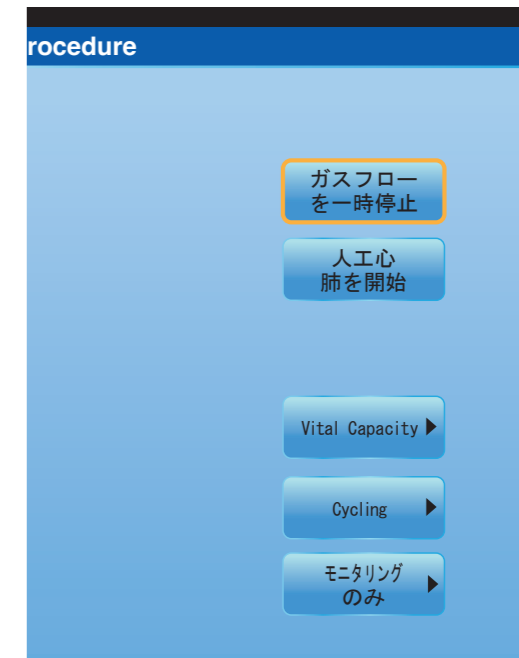 rocedure
ガスフロー
を一時停止
人工心
肺を開始
Vital Capacity
Cycling
モニタリング
のみ